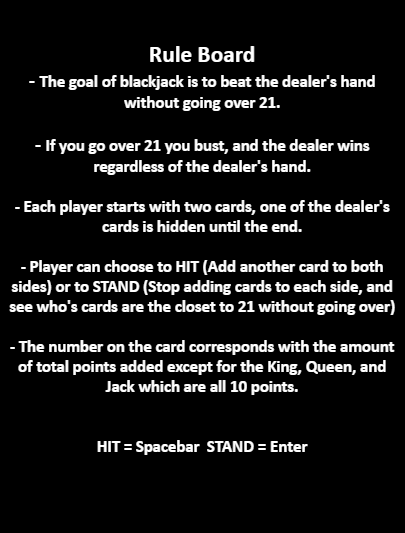 Rule Board
- The goal of blackjack is to beat the dealer's hand
without going over 21.
- If you go over 21 you bust, and the dealer wins
regardless of the dealer's hand.
- Each player starts with two cards, one of the dealer's
cards is hidden until the end.
- Player can choose to HIT (Add another card to both
sides) or to STAND (Stop adding cards to each side, and
see who's cards are the closet to 21 without going over)
- The number on the card corresponds with the amount
of total points added except for the King, Queen, and
Jack which are all 10 points.
HIT = Spacebar  STAND = Enter